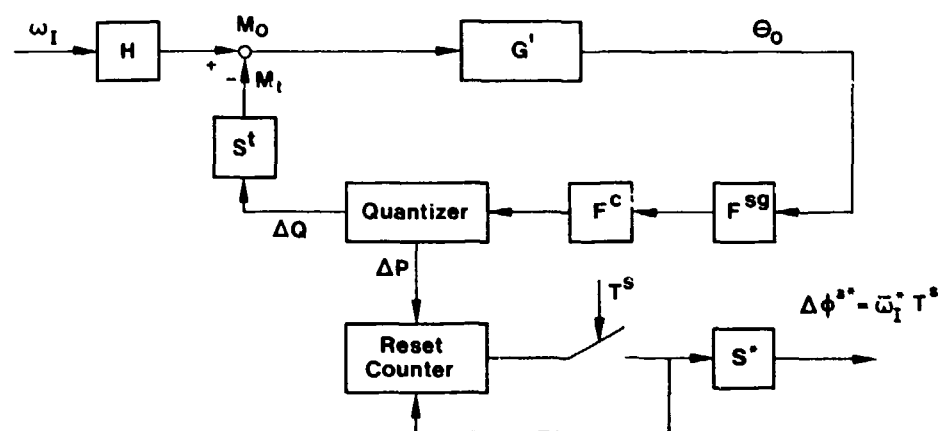 ω_I
H
M_O
+
-
M_t
G'
Θ_O
S^t
Quantizer
F^C
F^sg
ΔQ
ΔP
T^s
Δφ^s* = ω̄_I^* T^s
Reset
Counter
S*